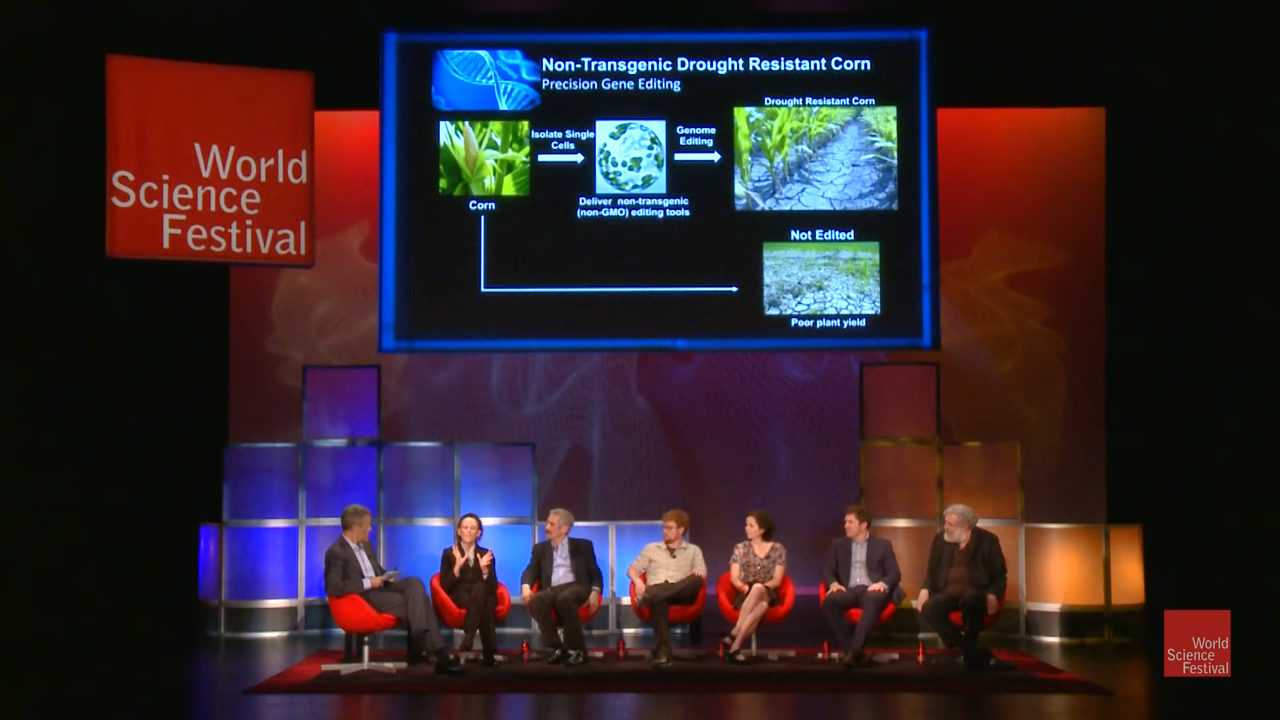 World
Science
Festival
Non-Transgenic Drought Resistant Corn
Precision Gene Editing
Drought Resistant Corn
Isolate Single
Cells
Genome
Editing
Corn
Deliver non-transgenic
(non-GMO) editing tools
Not Edited
Poor plant yield
World
Science
Festival